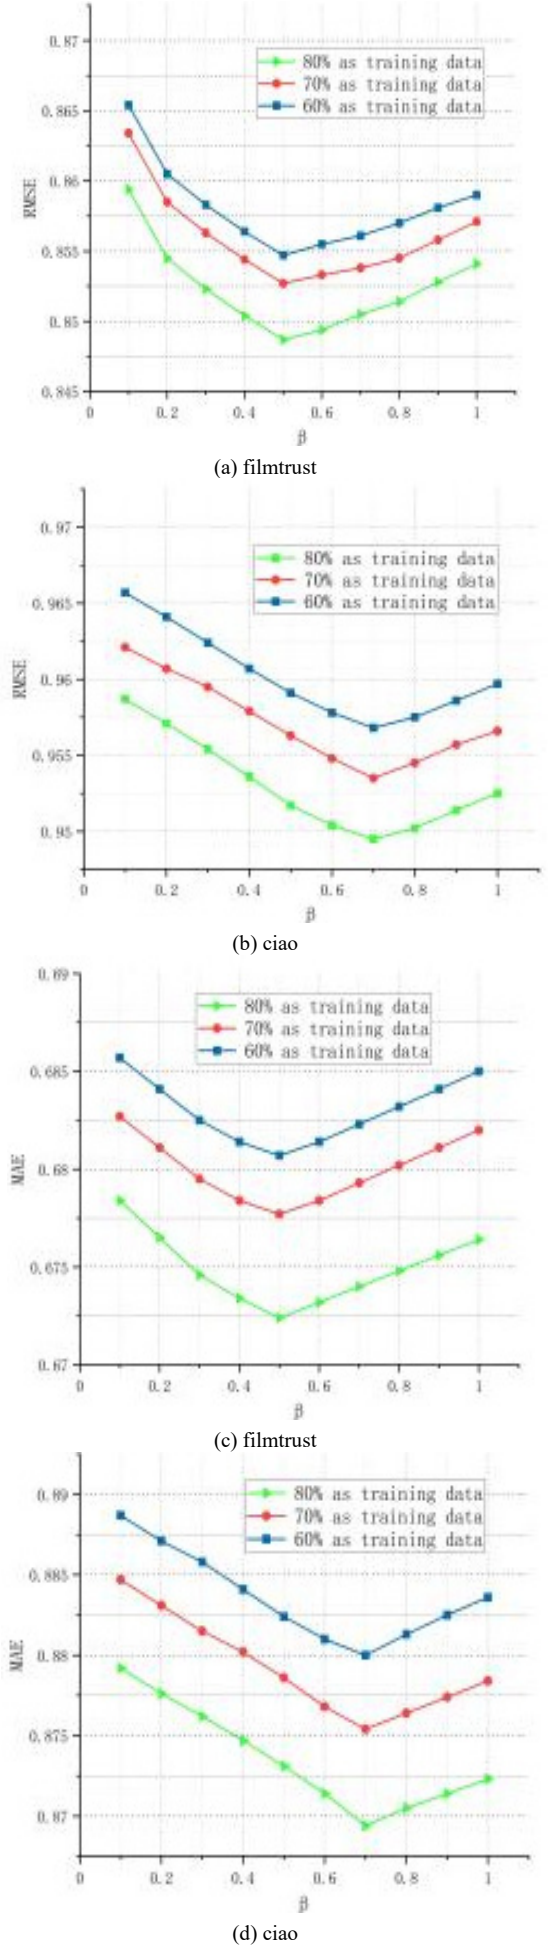 0.87
0.865
0.86
0.855
0.85
0.845
RMSE
80% as training data
70% as training data
60% as training data
0 0.2 0.4 0.6 0.8 1
β
(a) filmtrust
0.97
0.965
0.96
0.955
0.95
RMSE
80% as training data
70% as training data
60% as training data
0 0.2 0.4 0.6 0.8 1
β
(b) ciao
0.69
0.685
0.68
0.675
0.67
MAE
80% as training data
70% as training data
60% as training data
0 0.2 0.4 0.6 0.8 1
β
(c) filmtrust
0.89
0.885
0.88
0.875
0.87
MAE
80% as training data
70% as training data
60% as training data
0 0.2 0.4 0.6 0.8 1
β
(d) ciao